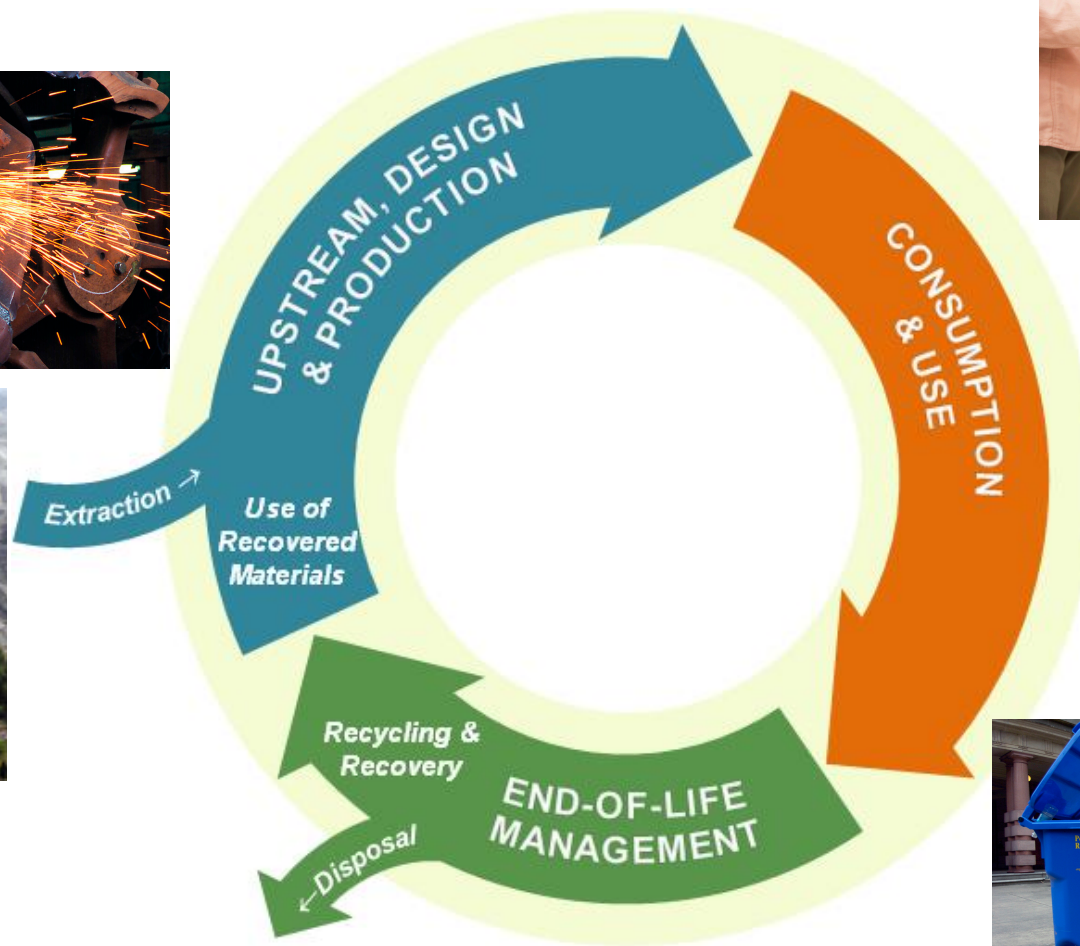 UPSTREAM, DESIGN
& PRODUCTION
CONSUMPTION
& USE
Extraction →
Use of
Recovered
Materials
Recycling &
Recovery
END-OF-LIFE
MANAGEMENT
←Disposal